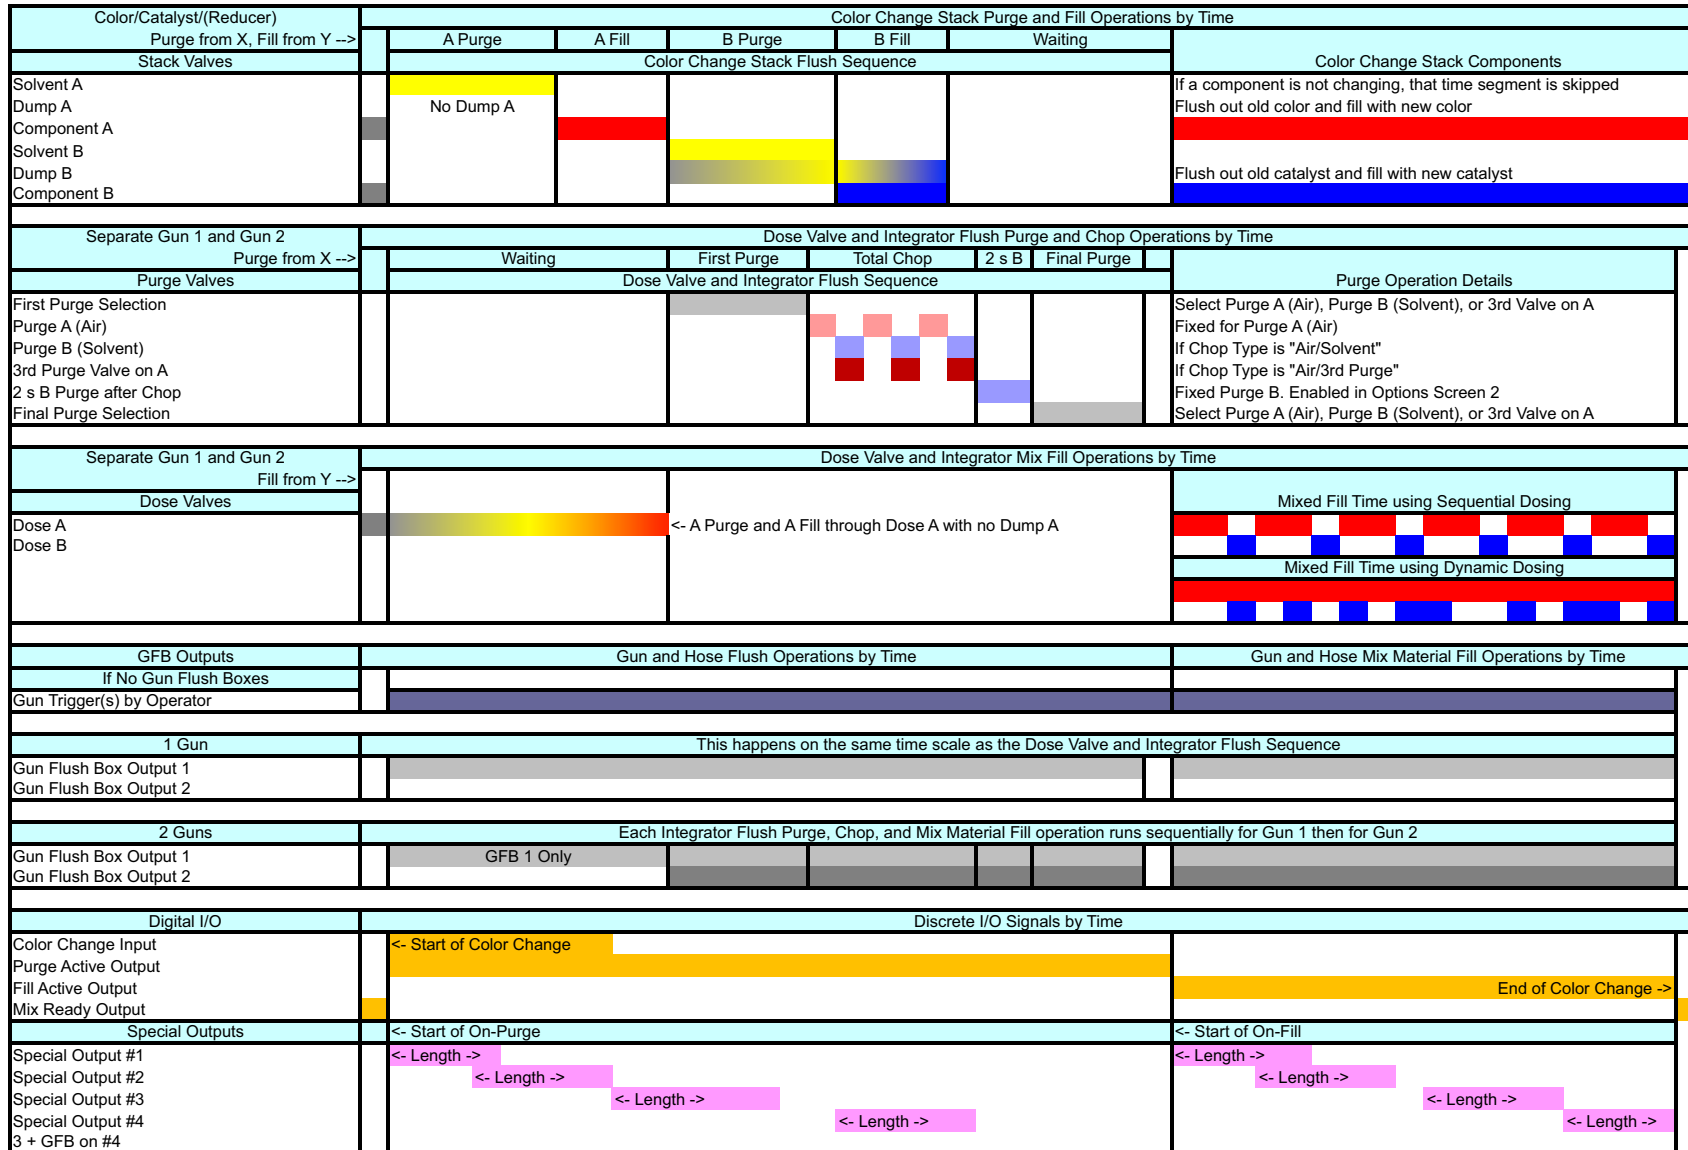 Color/Catalyst/(Reducer)
Color Change Stack Purge and Fill Operations by Time
Purge from X, Fill from Y -->
A Purge
A Fill
B Purge
B Fill
Waiting
Stack Valves
Color Change Stack Flush Sequence
Color Change Stack Components
Solvent A
If a component is not changing, that time segment is skipped
Dump A
No Dump A
Flush out old color and fill with new color
Component A
Solvent B
Dump B
Flush out old catalyst and fill with new catalyst
Component B
Separate Gun 1 and Gun 2
Dose Valve and Integrator Flush Purge and Chop Operations by Time
Purge from X -->
Waiting
First Purge
Total Chop
2 s B
Final Purge
Purge Valves
Dose Valve and Integrator Flush Sequence
Purge Operation Details
First Purge Selection
Select Purge A (Air), Purge B (Solvent), or 3rd Valve on A
Purge A (Air)
Fixed for Purge A (Air)
Purge B (Solvent)
If Chop Type is "Air/Solvent"
3rd Purge Valve on A
If Chop Type is "Air/3rd Purge"
2 s B Purge after Chop
Fixed Purge B. Enabled in Options Screen 2
Final Purge Selection
Select Purge A (Air), Purge B (Solvent), or 3rd Valve on A
Separate Gun 1 and Gun 2
Dose Valve and Integrator Mix Fill Operations by Time
Fill from Y -->
Dose Valves
Mixed Fill Time using Sequential Dosing
Dose A
<- A Purge and A Fill through Dose A with no Dump A
Dose B
Mixed Fill Time using Dynamic Dosing
GFB Outputs
Gun and Hose Flush Operations by Time
Gun and Hose Mix Material Fill Operations by Time
If No Gun Flush Boxes
Gun Trigger(s) by Operator
1 Gun
This happens on the same time scale as the Dose Valve and Integrator Flush Sequence
Gun Flush Box Output 1
Gun Flush Box Output 2
2 Guns
Each Integrator Flush Purge, Chop, and Mix Material Fill operation runs sequentially for Gun 1 then for Gun 2
Gun Flush Box Output 1
GFB 1 Only
Gun Flush Box Output 2
Digital I/O
Discrete I/O Signals by Time
Color Change Input
<- Start of Color Change
Purge Active Output
Fill Active Output
End of Color Change ->
Mix Ready Output
Special Outputs
<- Start of On-Purge
<- Start of On-Fill
Special Output #1
<- Length ->
<- Length ->
Special Output #2
<- Length ->
<- Length ->
Special Output #3
<- Length ->
<- Length ->
Special Output #4
<- Length ->
<- Length ->
3 + GFB on #4